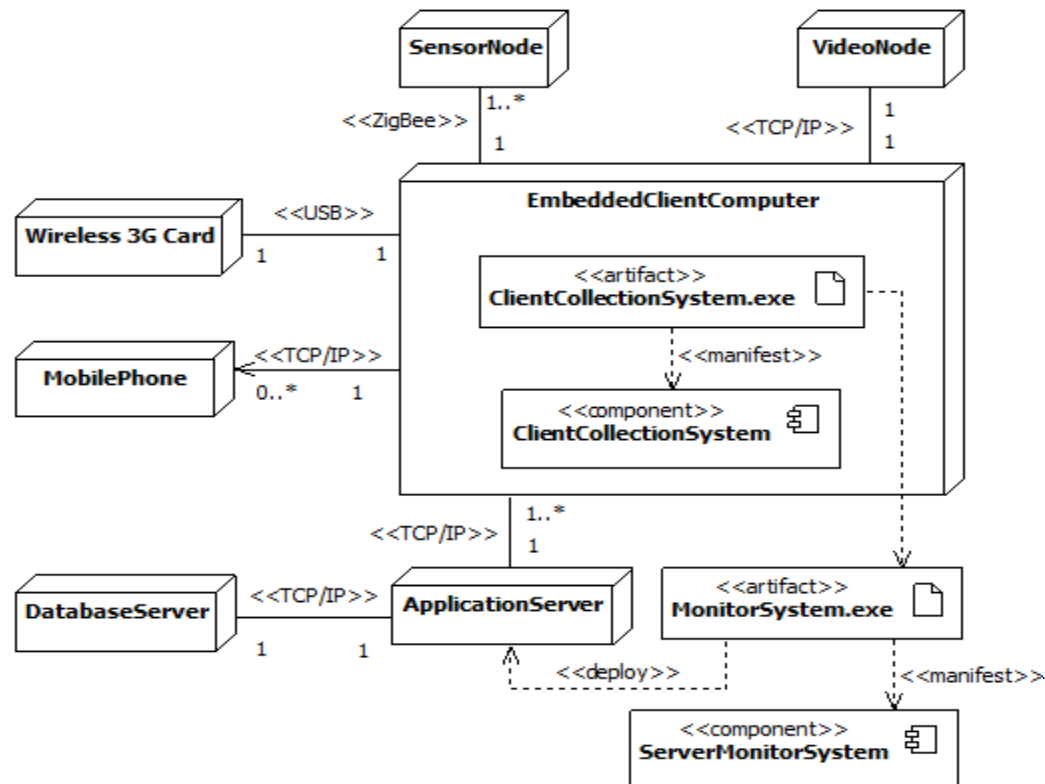 SensorNode
VideoNode
1..*
<<ZigBee>>
1
1
<<TCP/IP>>
1
EmbeddedClientComputer
<<USB>>
Wireless 3G Card
1
1
<<artifact>>
ClientCollectionSystem.exe
<<TCP/IP>>
<<manifest>>
MobilePhone
0..*
1
<<component>>
ClientCollectionSystem
1..*
<<TCP/IP>>
1
<<artifact>>
MonitorSystem.exe
<<TCP/IP>>
DatabaseServer
ApplicationServer
1
1
<<deploy>>
<<manifest>>
<<component>>
ServerMonitorSystem